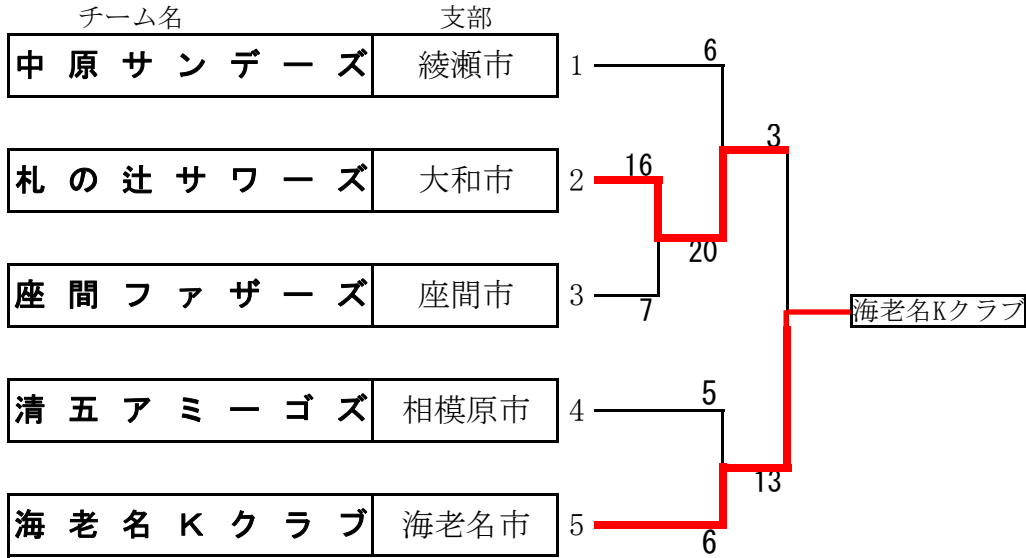 チーム名 支部
中原サンデーズ 綾瀬市 1 6
3
札の辻サワーズ 大和市 2 16
20
座間ファザーズ 座間市 3 7
海老名Kクラブ
清五アミーゴズ 相模原市 4 5
13
海老名Kクラブ 海老名市 5 6